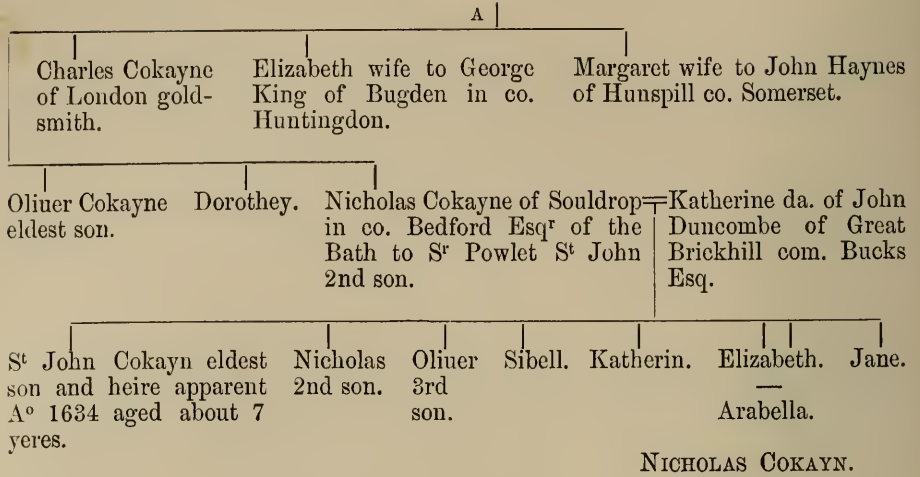 A
Charles Cokayne
of London gold-
smith.
Elizabeth wife to George
King of Bugden in co.
Huntingdon.
Margaret wife to John Haynes
of Hunspill co. Somerset.
Oliuer Cokayne
eldest son.
Dorothey.
Nicholas Cokayne of Souldrop
in co. Bedford Esqʳ of the
Bath to Sʳ Powlet Sᵗ John
2nd son.
Katherine da. of John
Duncombe of Great
Brickhill com. Bucks
Esq.
Sᵗ John Cokayn eldest
son and heire apparent
Aº 1634 aged about 7
yeres.
Nicholas
2nd son.
Oliuer
3rd
son.
Sibell.
Katherin.
Elizabeth.
Arabella.
Jane.
NICHOLAS COKAYN.